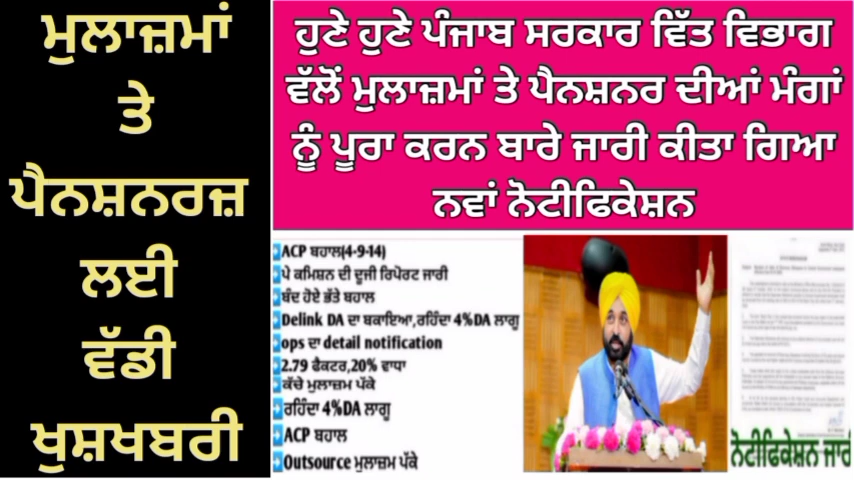 ਮੁਲਾਜ਼ਮਾਂ
ਤੇ
ਪੈਨਸ਼ਨਰਜ਼
ਲਈ
ਵੱਡੀ
ਖੁਸ਼ਖਬਰੀ
ਹੁਣੇ ਹੁਣੇ ਪੰਜਾਬ ਸਰਕਾਰ ਵਿੱਤ ਵਿਭਾਗ
ਵੱਲੋਂ ਮੁਲਾਜ਼ਮਾਂ ਤੇ ਪੈਨਸ਼ਨਰ ਦੀਆਂ ਮੰਗਾਂ
ਨੂੰ ਪੂਰਾ ਕਰਨ ਬਾਰੇ ਜਾਰੀ ਕੀਤਾ ਗਿਆ
ਨਵਾਂ ਨੋਟੀਫਿਕੇਸ਼ਨ
ACP ਬਹਾਲ(4-9-14)
ਪੇ ਕਮਿਸ਼ਨ ਦੀ ਦੂਜੀ ਰਿਪੋਰਟ ਜਾਰੀ
ਬੰਦ ਹੋਏ ਭੱਤੇ ਬਹਾਲ
Delink DA ਦਾ ਬਕਾਇਆ,ਰਹਿੰਦਾ 4%DA ਲਾਗੂ
ops ਦਾ detail notification
2.79 ਫੈਕਟਰ,20% ਵਾਧਾ
ਕੱਚੇ ਮੁਲਾਜ਼ਮ ਪੱਕੇ
ਰਹਿੰਦਾ 4%DA ਲਾਗੂ
ACP ਬਹਾਲ
Outsource ਮੁਲਾਜ਼ਮ ਪੱਕੇ
ਨੋਟੀਫਿਕੇਸ਼ਨ ਜਾਰੀ